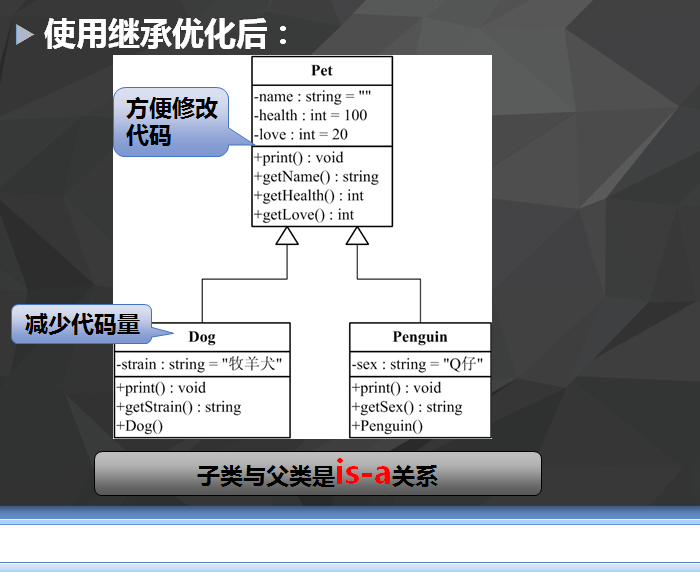 使用继承优化后：
Pet
-name : string = ""
-health : int = 100
-love : int = 20
+print() : void
+getName() : string
+getHealth() : int
+getLove() : int
方便修改
代码
减少代码量
Dog
-strain : string = "牧羊犬"
+print() : void
+getStrain() : string
+Dog()
Penguin
-sex : string = "Q仔"
+print() : void
+getSex() : string
+Penguin()
子类与父类是is-a关系